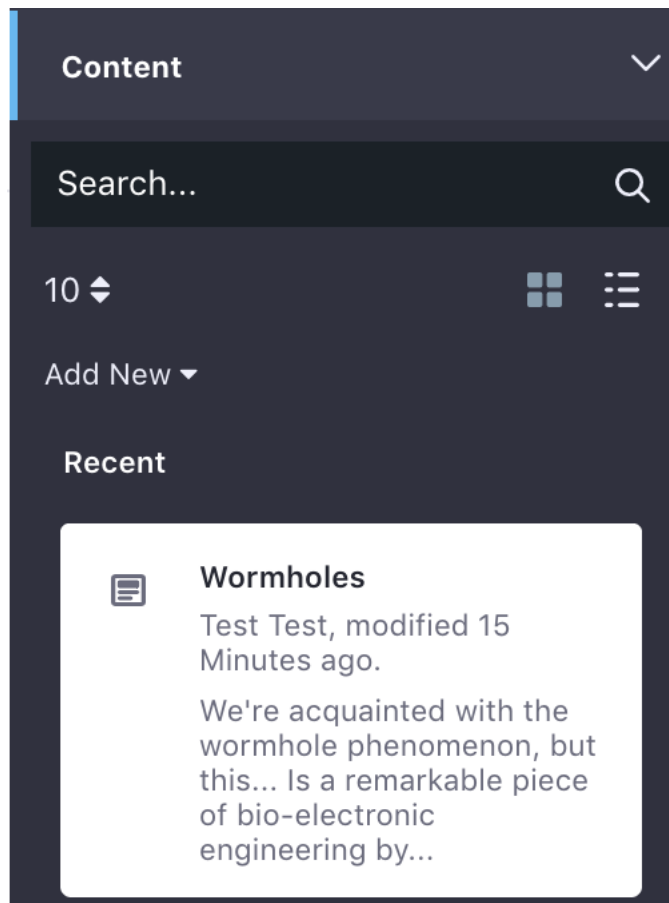 Content
Search...
10
Add New
Recent
Wormholes
Test Test, modified 15
Minutes ago.
We're acquainted with the
wormhole phenomenon, but
this... Is a remarkable piece
of bio-electronic
engineering by...